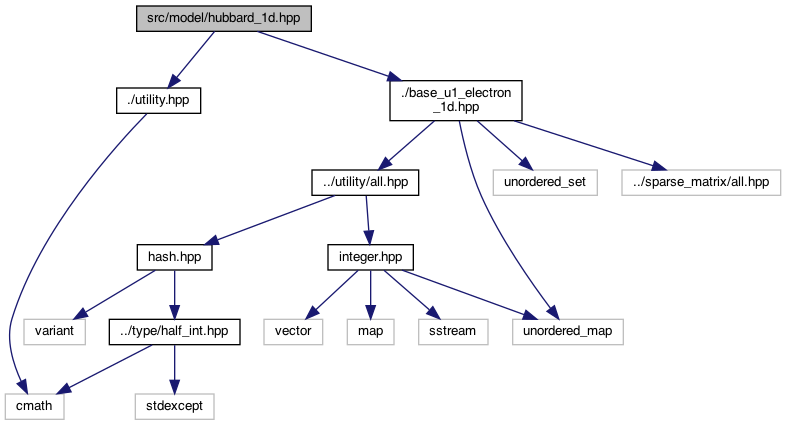 src/model/hubbard_1d.hpp
./utility.hpp
./base_u1_electron
_1d.hpp
../utility/all.hpp
unordered_set
../sparse_matrix/all.hpp
hash.hpp
integer.hpp
variant
../type/half_int.hpp
vector
map
sstream
unordered_map
cmath
stdexcept